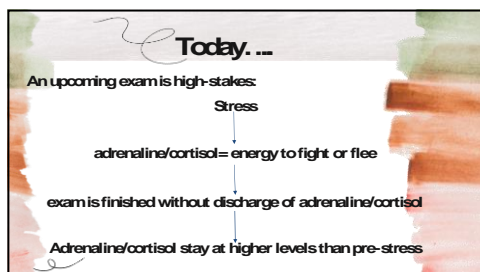 Today. ...
An upcoming exam is high-stakes:
Stress
adrenaline/cortisol= energy to fight or flee
exam is finished without discharge of adrenaline/cortisol
Adrenaline/cortisol stay at higher levels than pre-stress